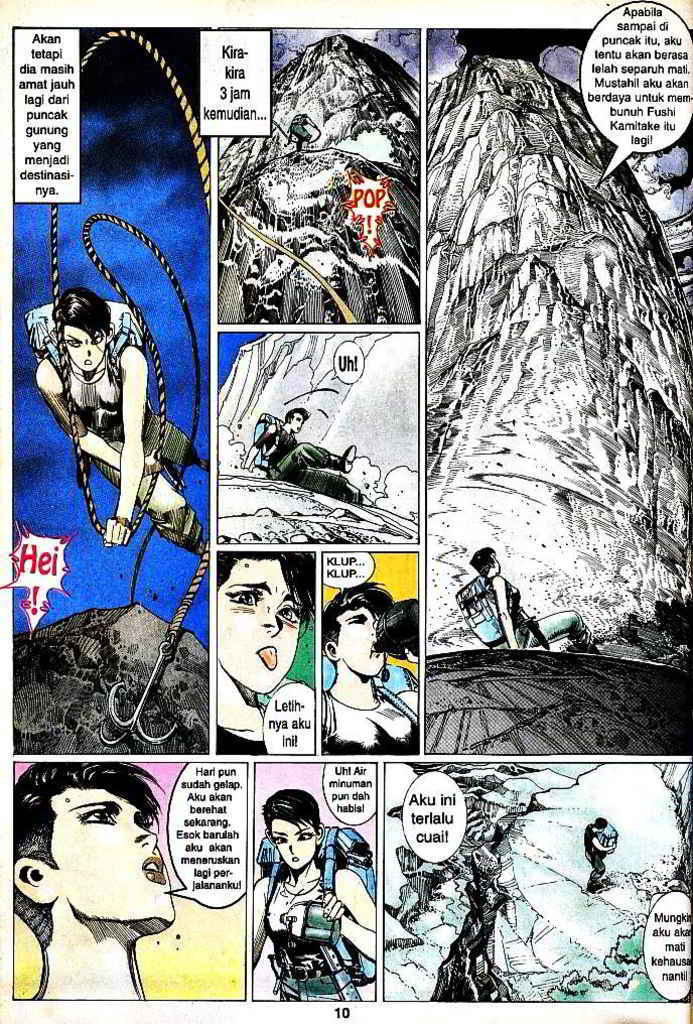 Akan
tetapi
dia masih
amat jauh
lagi dari
puncak
gunung
yang
menjadi
destinasi-
nya.
Hei
!
Kira-
kira
3 jam
kemudian...
POP
!
Uh!
Letih-
nya aku
ini!
KLUP...
KLUP...
Apabila
sampai di
puncak itu, aku
tentu akan berasa
lelah separuh mati.
Mustahil aku akan
berdaya untuk mem-
bunuh Fushi
Kamitake itu
lagi!
Hari pun
sudah gelap.
Aku akan
berehat
sekarang.
Esok barulah
aku akan
meneruskan
lagi per-
jalananku!
Uh! Air
minuman
pun dah
habis!
Aku ini
terlalu
cuai!
Mungkin
aku akan
mati
kehausan
nanti!
10